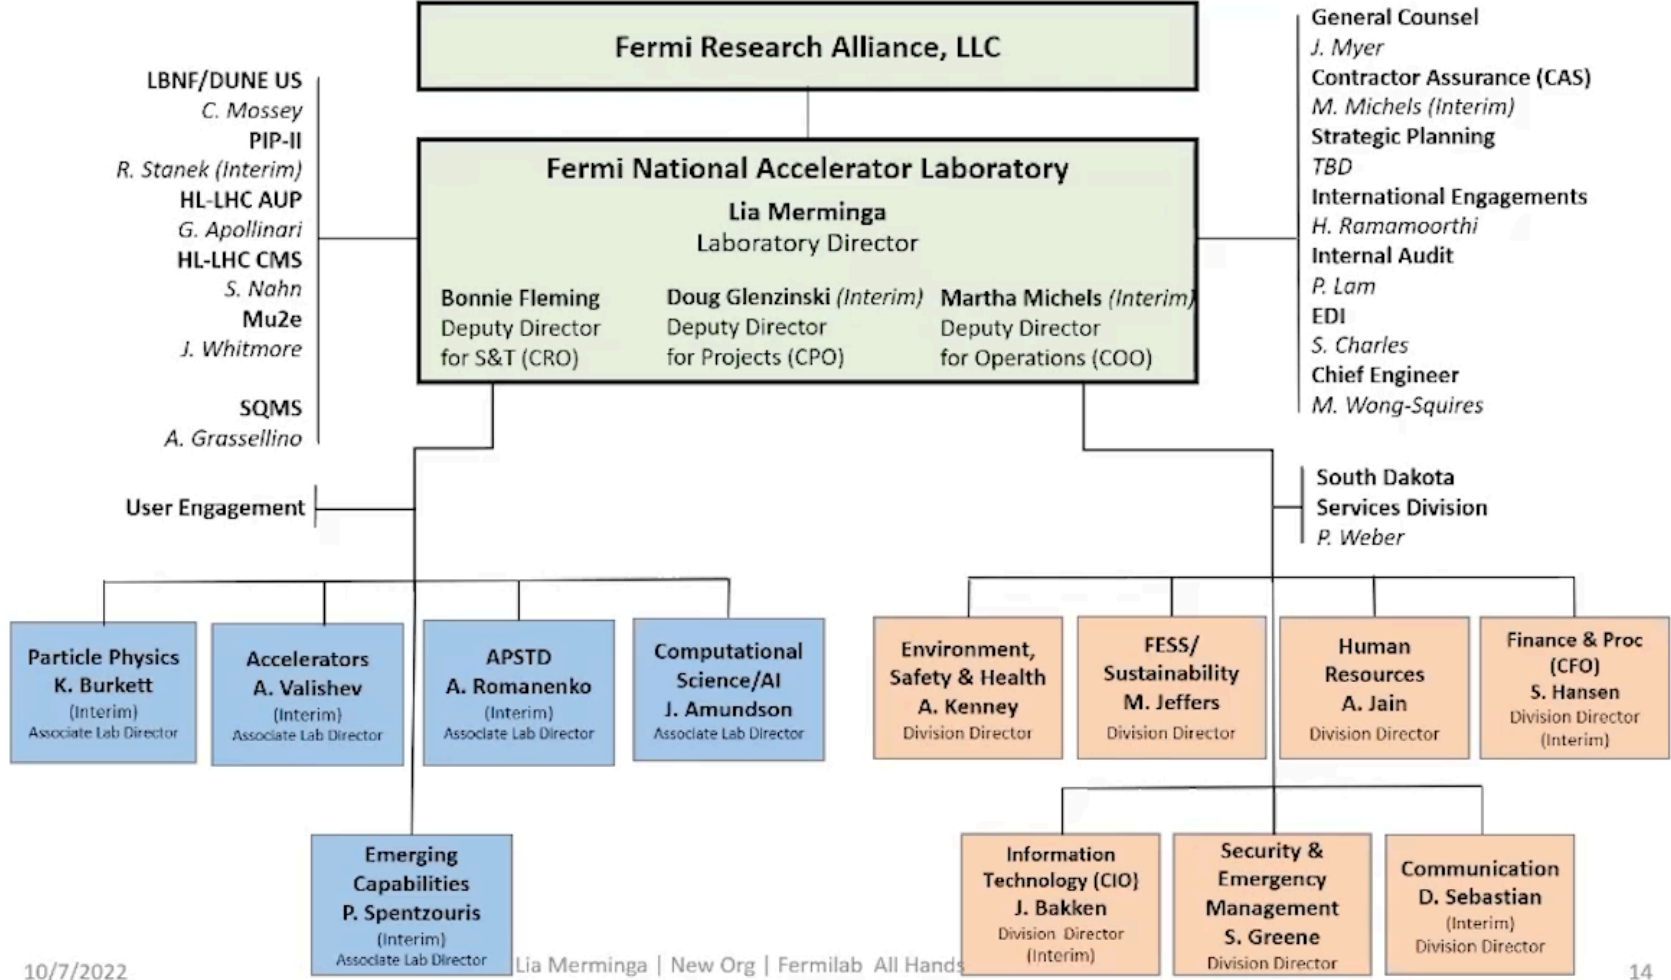 Fermi Research Alliance, LLC
LBNF/DUNE US
C. Mossey
PIP-II
R. Stanek (Interim)
HL-LHC AUP
G. Apollinari
HL-LHC CMS
S. Nahn
Mu2e
J. Whitmore
SQMS
A. Grassellino
Fermi National Accelerator Laboratory
Lia Merminga
Laboratory Director
Bonnie Fleming
Deputy Director
for S&T (CRO)
Doug Glenzinski (Interim)
Deputy Director
for Projects (CPO)
Martha Michels (Interim)
Deputy Director
for Operations (COO)
General Counsel
J. Myer
Contractor Assurance (CAS)
M. Michels (Interim)
Strategic Planning
TBD
International Engagements
H. Ramamoorthi
Internal Audit
P. Lam
EDI
S. Charles
Chief Engineer
M. Wong-Squires
User Engagement
South Dakota
Services Division
P. Weber
Particle Physics
K. Burkett
(Interim)
Associate Lab Director
Accelerators
A. Valishev
(Interim)
Associate Lab Director
APSTD
A. Romanenko
(Interim)
Associate Lab Director
Computational
Science/AI
J. Amundson
Associate Lab Director
Environment,
Safety & Health
A. Kenney
Division Director
FESS/
Sustainability
M. Jeffers
Division Director
Human
Resources
A. Jain
Division Director
Finance & Proc
(CFO)
S. Hansen
Division Director
(Interim)
Emerging
Capabilities
P. Spentzouris
(Interim)
Associate Lab Director
Information
Technology (CIO)
J. Bakken
Division Director
(Interim)
Security &
Emergency
Management
S. Greene
Division Director
Communication
D. Sebastian
(Interim)
Division Director
10/7/2022
Lia Merminga | New Org | Fermilab All Hands
14